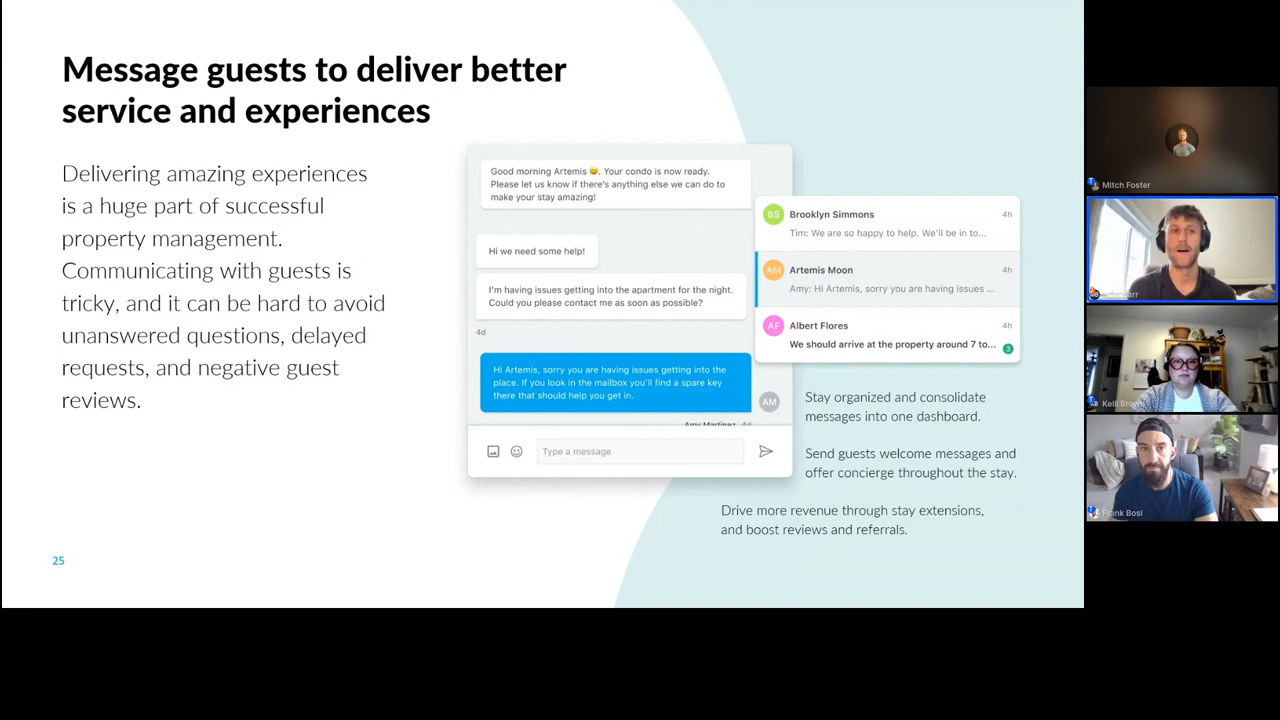 Message guests to deliver better
service and experiences
Delivering amazing experiences
is a huge part of successful
property management.
Communicating with guests is
tricky, and it can be hard to avoid
unanswered questions, delayed
requests, and negative guest
reviews.
Good morning Artemis 😀. Your condo is now ready.
Please let us know if there's anything else we can do to
make your stay amazing!
Hi we need some help!
I'm having issues getting into the apartment for the night.
Could you please contact me as soon as possible?
4d
Hi Artemis, sorry you are having issues getting into the
place. If you look in the mailbox you'll find a spare key
there that should help you get in.
AM
Amy Martinez 4d
Type a message
BS Brooklyn Simmons 4h
Tim: We are so happy to help. We'll be in to...
AM Artemis Moon 4h
Amy: Hi Artemis, sorry you are having issues ...
AF Albert Flores 4h
We should arrive at the property around 7 to... 3
Stay organized and consolidate
messages into one dashboard.
Send guests welcome messages and
offer concierge throughout the stay.
Drive more revenue through stay extensions,
and boost reviews and referrals.
25
Mitch Foster
Kelli Brown
Frank Bosi